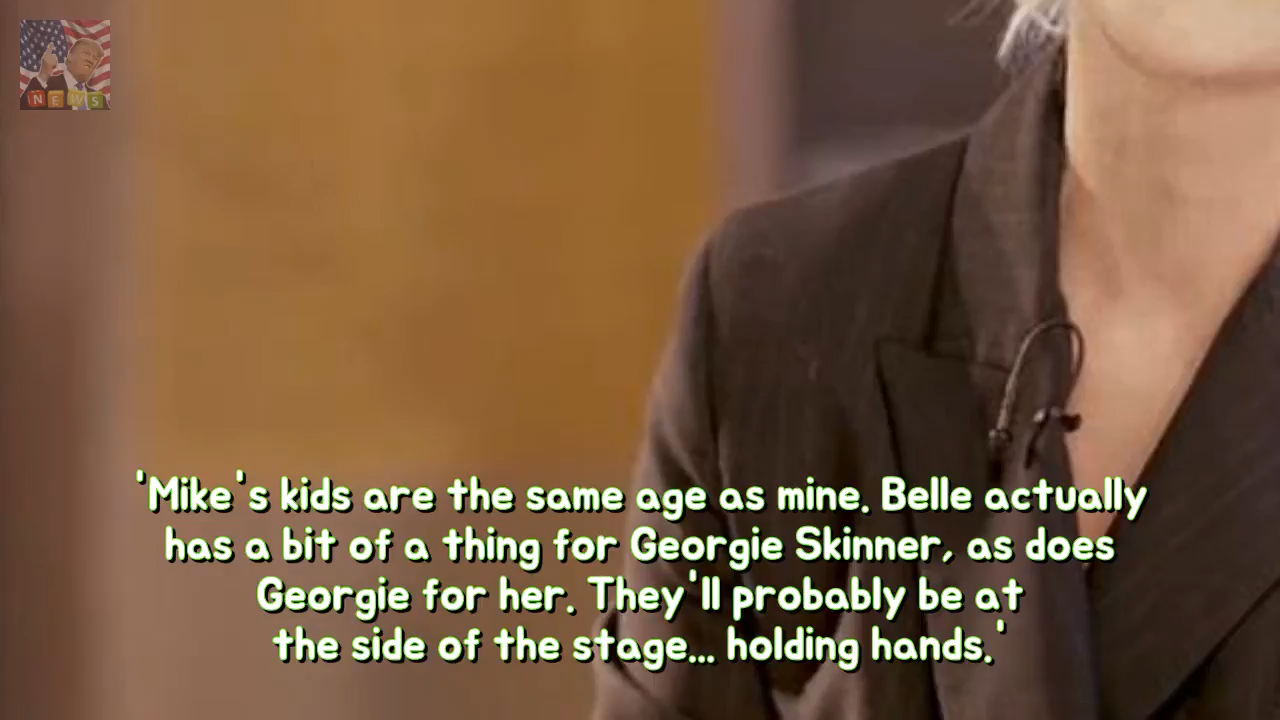 NEWS
'Mike's kids are the same age as mine. Belle actually
has a bit of a thing for Georgie Skinner, as does
Georgie for her. They'll probably be at
the side of the stage... holding hands.'